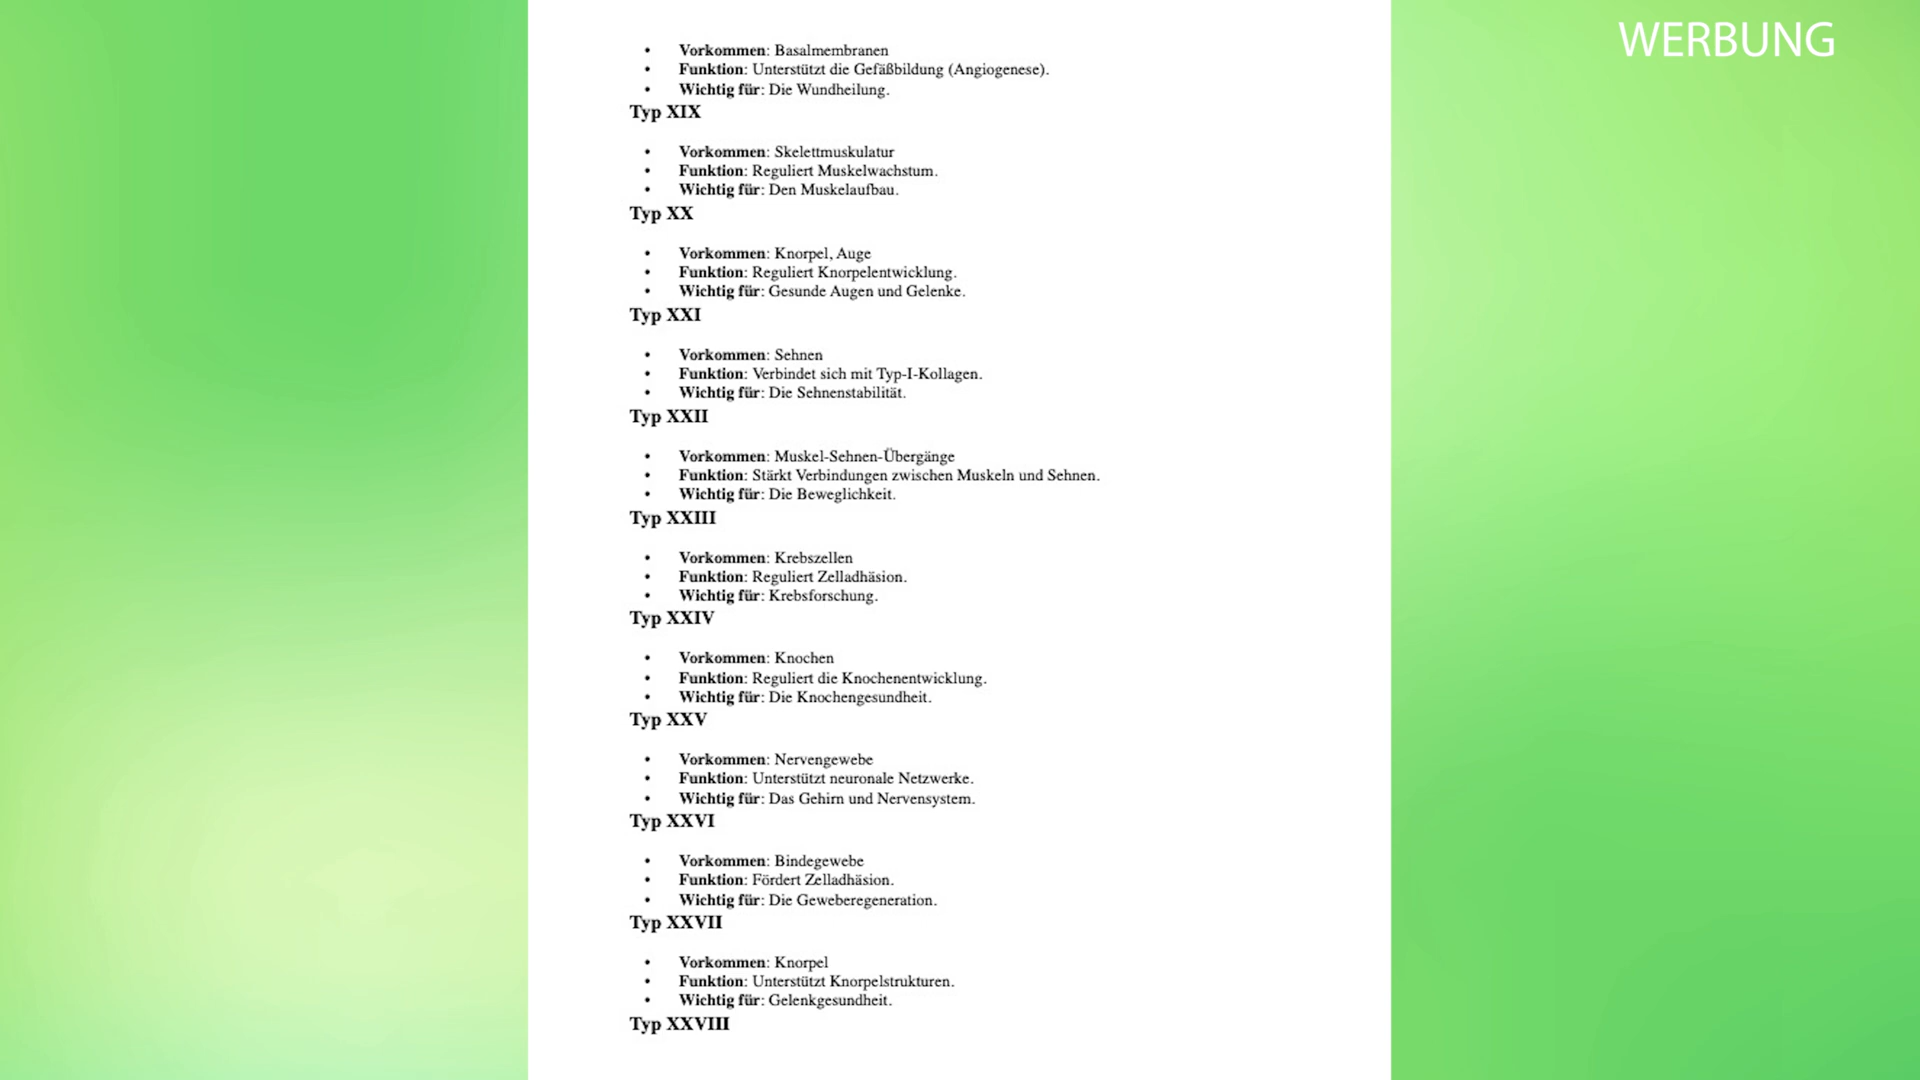 WERBUNG
• Vorkommen: Basalmembranen
• Funktion: Unterstützt die Gefäßbildung (Angiogenese).
• Wichtig für: Die Wundheilung.
Typ XIX
• Vorkommen: Skelettmuskulatur
• Funktion: Reguliert Muskelwachstum.
• Wichtig für: Den Muskelaufbau.
Typ XX
• Vorkommen: Knorpel, Auge
• Funktion: Reguliert Knorpelentwicklung.
• Wichtig für: Gesunde Augen und Gelenke.
Typ XXI
• Vorkommen: Sehnen
• Funktion: Verbindet sich mit Typ-I-Kollagen.
• Wichtig für: Die Sehnenstabilität.
Typ XXII
• Vorkommen: Muskel-Sehnen-Übergänge
• Funktion: Stärkt Verbindungen zwischen Muskeln und Sehnen.
• Wichtig für: Die Beweglichkeit.
Typ XXIII
• Vorkommen: Krebszellen
• Funktion: Reguliert Zelladhäsion.
• Wichtig für: Krebsforschung.
Typ XXIV
• Vorkommen: Knochen
• Funktion: Reguliert die Knochenentwicklung.
• Wichtig für: Die Knochengesundheit.
Typ XXV
• Vorkommen: Nervengewebe
• Funktion: Unterstützt neuronale Netzwerke.
• Wichtig für: Das Gehirn und Nervensystem.
Typ XXVI
• Vorkommen: Bindegewebe
• Funktion: Fördert Zelladhäsion.
• Wichtig für: Die Geweberegeneration.
Typ XXVII
• Vorkommen: Knorpel
• Funktion: Unterstützt Knorpelstrukturen.
• Wichtig für: Gelenkgesundheit.
Typ XXVIII